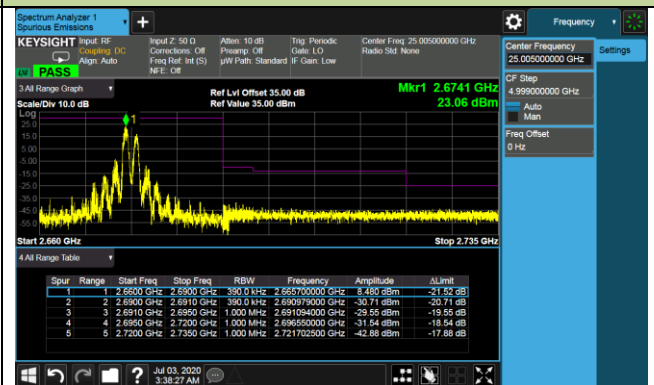 Spectrum Analyzer 1
Spurious Emissions
Frequency
KEYSIGHT Input: RF
Coupling: DC
Align: Auto
Input Z: 50 Ω
Corrections: Off
Freq Ref: Int (S)
NFE: Off
Atten: 10 dB
Preamp: Off
µW Path: Standard
Trig: Periodic
Gate: LO
IF Gain: Low
Center Freq: 25.005000000 GHz
Radio Std: None
LW PASS
Center Frequency
25.005000000 GHz
Settings
CF Step
4.999000000 GHz
Auto
Man
Freq Offset
0 Hz
3 All Range Graph
Scale/Div 10.0 dB
Ref Lvl Offset 35.00 dB
Ref Value 35.00 dBm
Mkr1 2.6741 GHz
23.06 dBm
Log
1
25.0
15.0
5.00
-5.00
-15.0
-25.0
-35.0
-45.0
-55.0
Start 2.660 GHz
Stop 2.735 GHz
4 All Range Table
Spur Range Start Freq Stop Freq RBW Frequency Amplitude ΔLimit
1 1 2.6600 GHz 2.6900 GHz 390.0 kHz 2.665700000 GHz 8.480 dBm -21.52 dB
2 2 2.6900 GHz 2.6910 GHz 390.0 kHz 2.690979000 GHz -30.71 dBm -20.71 dB
3 3 2.6910 GHz 2.6950 GHz 1.000 MHz 2.691094000 GHz -29.55 dBm -19.55 dB
4 4 2.6950 GHz 2.7200 GHz 1.000 MHz 2.696550000 GHz -31.54 dBm -18.54 dB
5 5 2.7200 GHz 2.7350 GHz 1.000 MHz 2.721702500 GHz -42.88 dBm -17.88 dB
Jul 03, 2020
3:38:27 AM